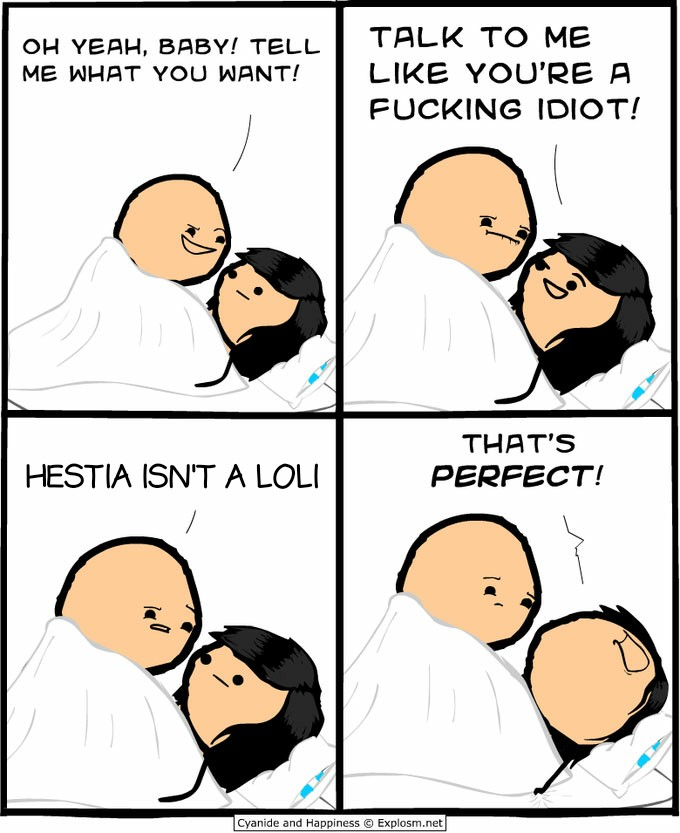 OH YEAH, BABY! TELL
ME WHAT YOU WANT!
TALK TO ME
LIKE YOU'RE A
FUCKING IDIOT!
HESTIA ISN'T A LOLI
THAT'S
PERFECT!
Cyanide and Happiness © Explosm.net